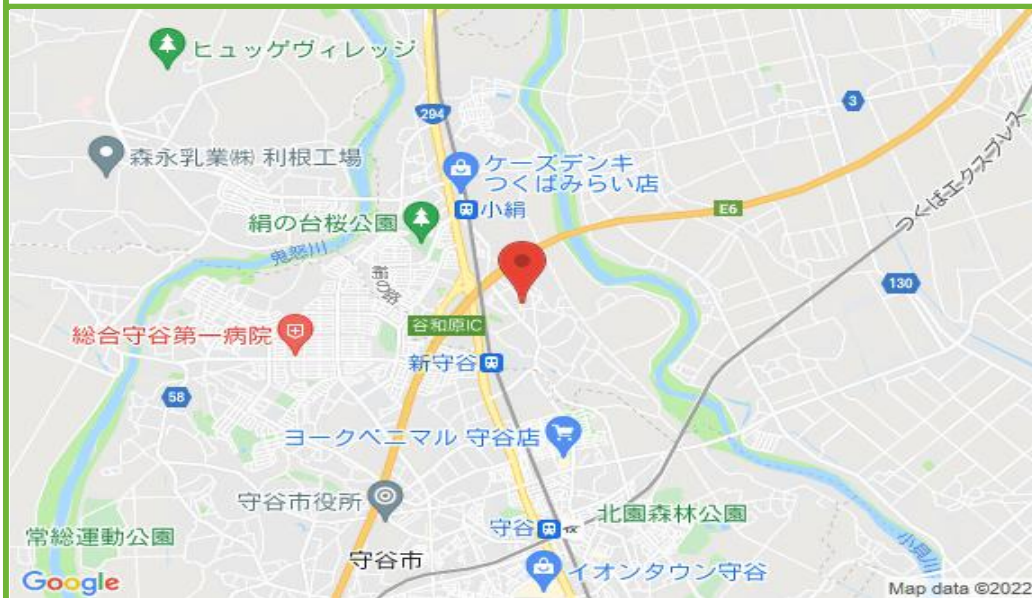 ヒュッゲヴィレッジ
294
3
森永乳業㈱ 利根工場
ケーズデンキ
つくばみらい店
つくばエクスプレス
小絹
E6
絹の台桜公園
鬼怒川
絹の路
130
谷和原IC
総合守谷第一病院
新守谷
58
ヨークベニマル 守谷店
守谷市役所
北園森林公園
守谷
常総運動公園
小貝川
守谷市
イオンタウン守谷
Google
Map data ©2022